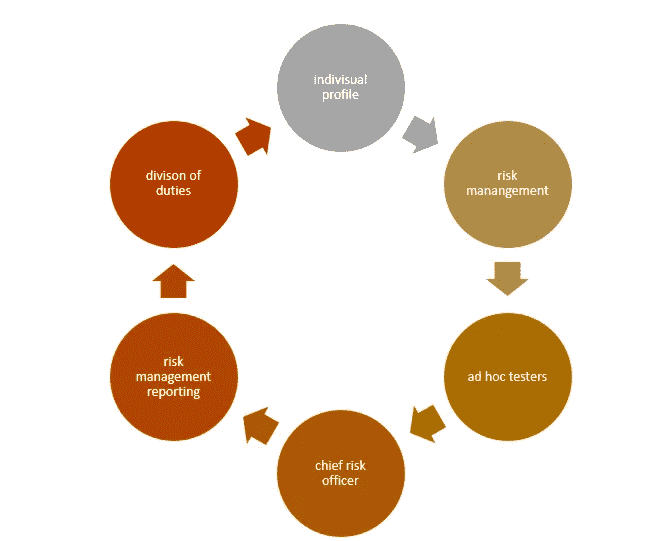 indivisual
profile
risk
manangement
ad hoc testers
chief risk
officer
risk
management
reporting
divison of
duties